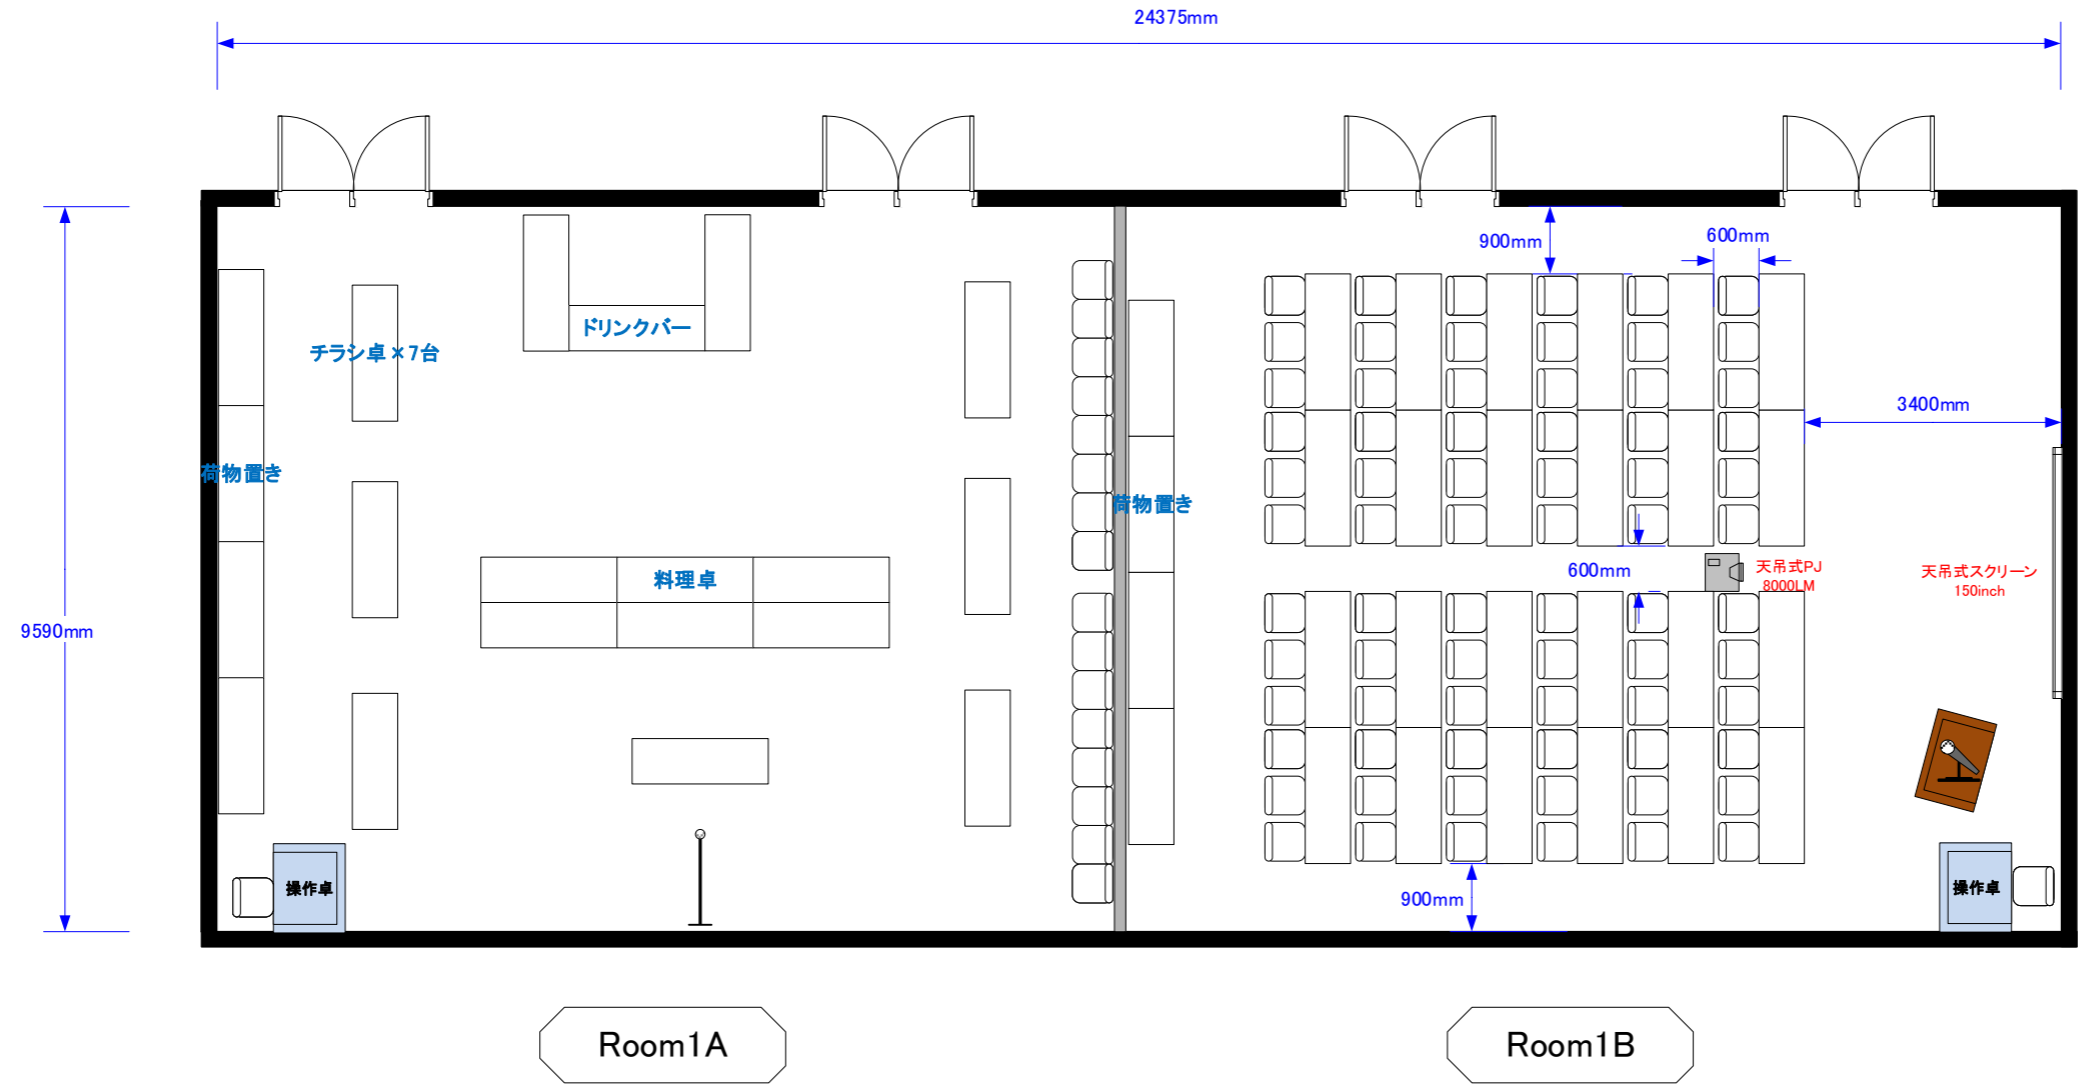 24375mm
900mm
600mm
ドリンクバー
チラシ卓×7台
3400mm
荷物置き
荷物置き
600mm
天吊式PJ
8000LM
天吊式スクリーン
150inch
料理卓
9590mm
操作卓
900mm
操作卓
Room1A
Room1B